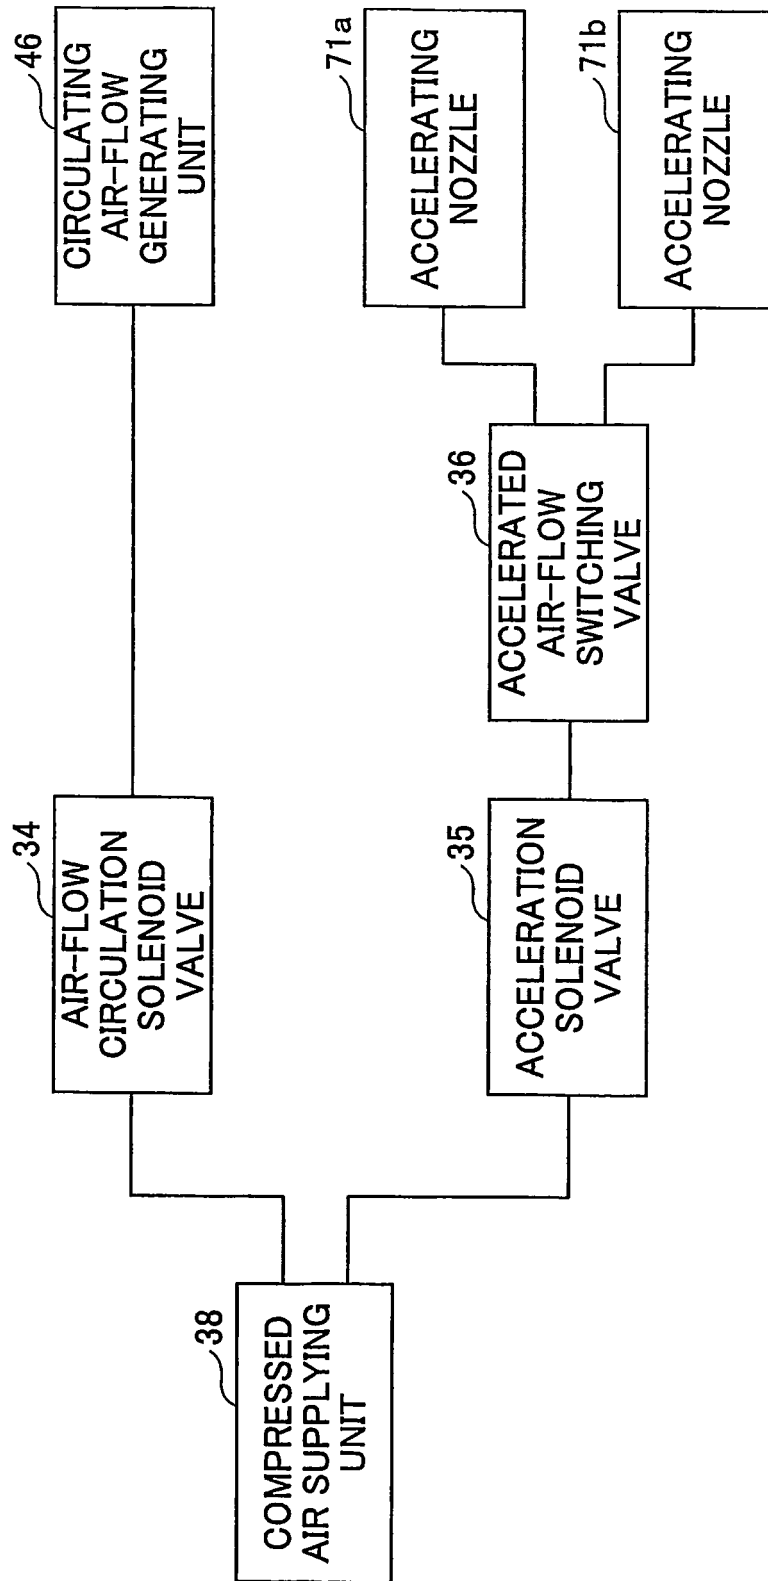 38
COMPRESSED
AIR SUPPLYING
UNIT
34
AIR-FLOW
CIRCULATION
SOLENOID
VALVE
46
CIRCULATING
AIR-FLOW
GENERATING
UNIT
35
ACCELERATION
SOLENOID
VALVE
36
ACCELERATED
AIR-FLOW
SWITCHING
VALVE
71a
ACCELERATING
NOZZLE
71b
ACCELERATING
NOZZLE